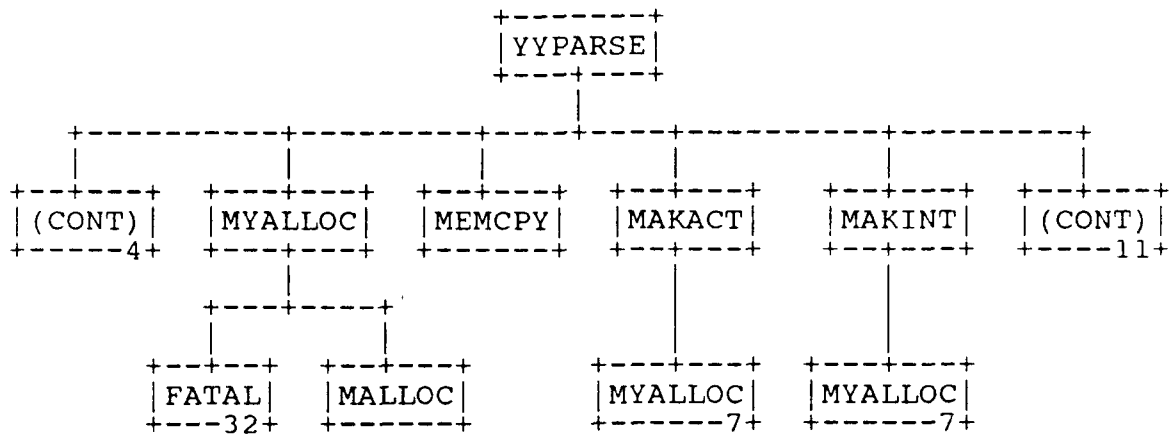 YYPARSE
(CONT) MYALLOC MEMCPY MAKACT MAKINT (CONT)
4 11
FATAL MALLOC MYALLOC MYALLOC
32 7 7